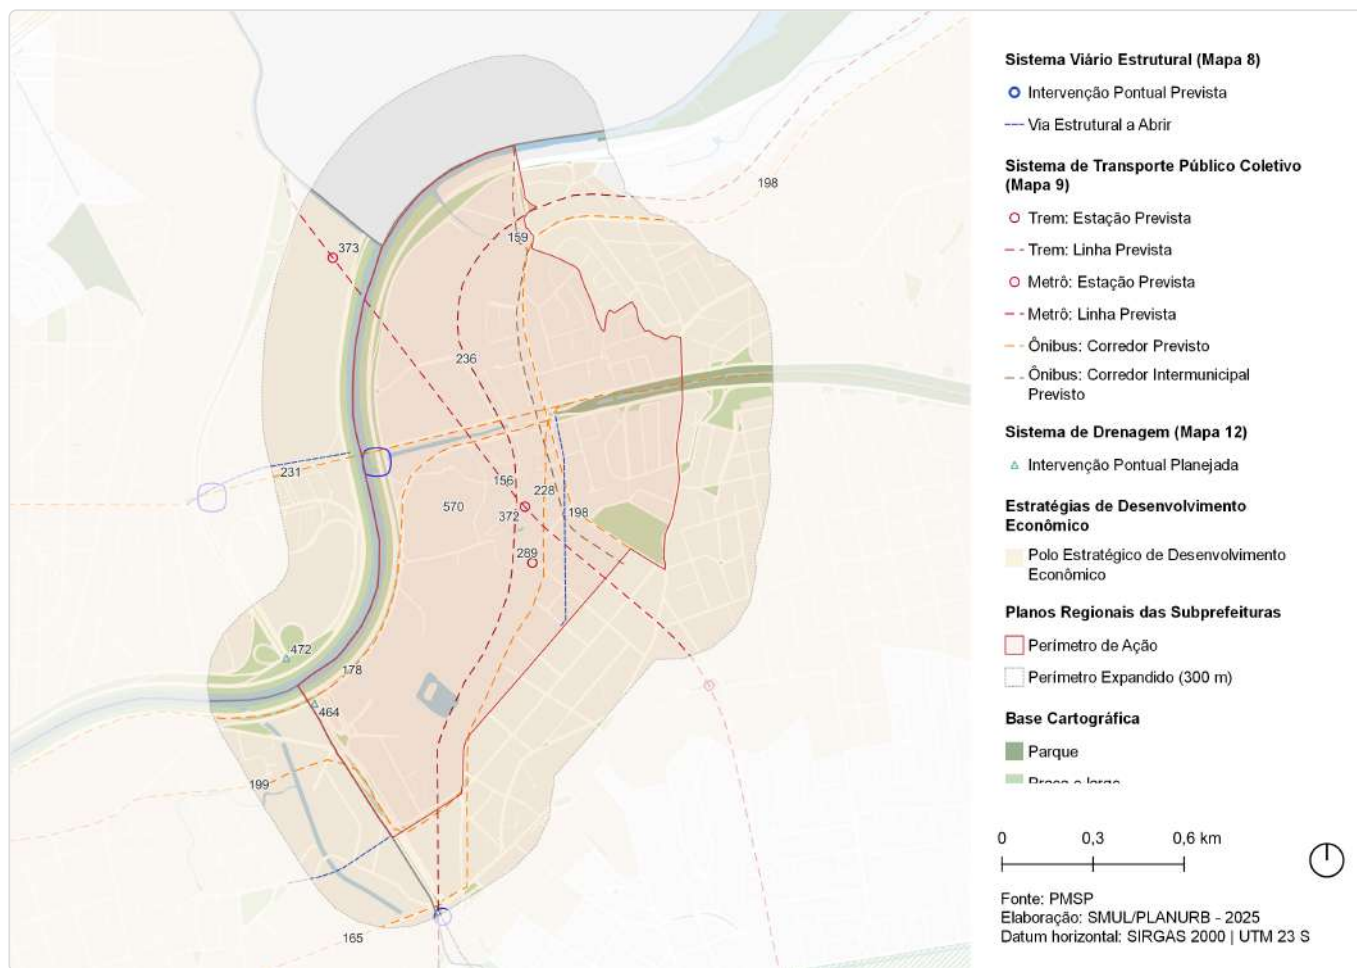 Sistema Viário Estrutural (Mapa 8)
Intervenção Pontual Prevista
Via Estrutural a Abrir
Sistema de Transporte Público Coletivo
(Mapa 9)
Trem: Estação Prevista
Trem: Linha Prevista
Metrô: Estação Prevista
Metrô: Linha Prevista
Ônibus: Corredor Previsto
Ônibus: Corredor Intermunicipal
Previsto
Sistema de Drenagem (Mapa 12)
Intervenção Pontual Planejada
Estratégias de Desenvolvimento
Econômico
Polo Estratégico de Desenvolvimento
Econômico
Planos Regionais das Subprefeituras
Perímetro de Ação
Perímetro Expandido (300 m)
Base Cartográfica
Parque
Praça e largo
0 0,3 0,6 km
Fonte: PMSP
Elaboração: SMUL/PLANURB - 2025
Datum horizontal: SIRGAS 2000 | UTM 23 S
198
159
373
236
231
156
228
570
372
198
289
472
178
464
199
165